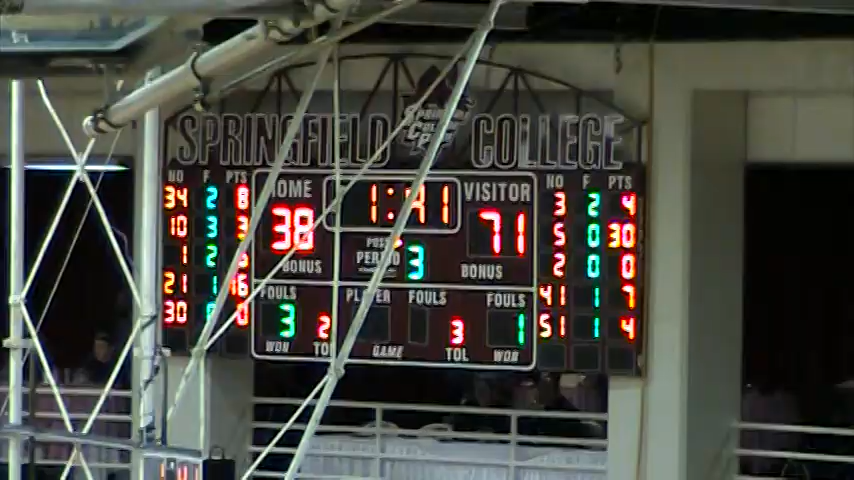 SPRINGFIELD COLLEGE
NO F PTS HOME 1:41 VISITOR NO F PTS
34 2 8 38 71 3 2 4
10 3 3 PERIOD 3 5 0 30
1 2 BONUS BONUS 2 0 0
21 1 16 FOULS PLAYER FOULS FOULS 41 1 7
30 0 0 3 2 3 1 51 1 4
WON TOL GAME TOL WON